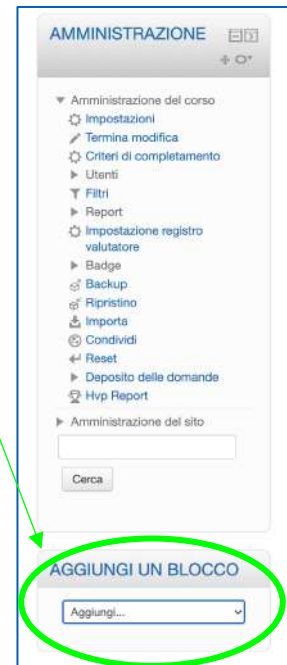 AMMINISTRAZIONE
Amministrazione del corso
Impostazioni
Termina modifica
Criteri di completamento
Utenti
Filtri
Report
Impostazione registro
valutatore
Badge
Backup
Ripristino
Importa
Condividi
Reset
Deposito delle domande
Hvp Report
Amministrazione del sito
Cerca
AGGIUNGI UN BLOCCO
Aggiungi...